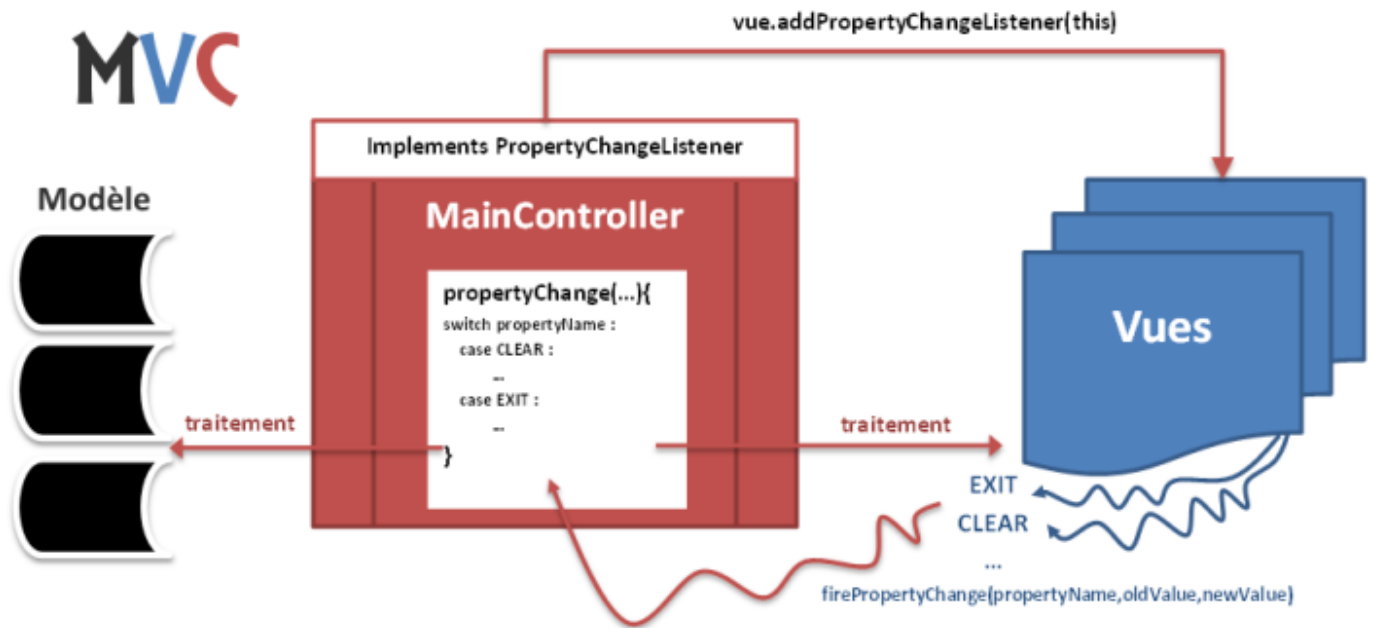 MVC
vue.addPropertyChangeListener(this)
Implements PropertyChangeListener
Modèle
MainController
propertyChange(...){
switch propertyName :
case CLEAR :
...
case EXIT :
...
}
traitement
traitement
Vues
EXIT
CLEAR
...
firePropertyChange(propertyName,oldValue,newValue)